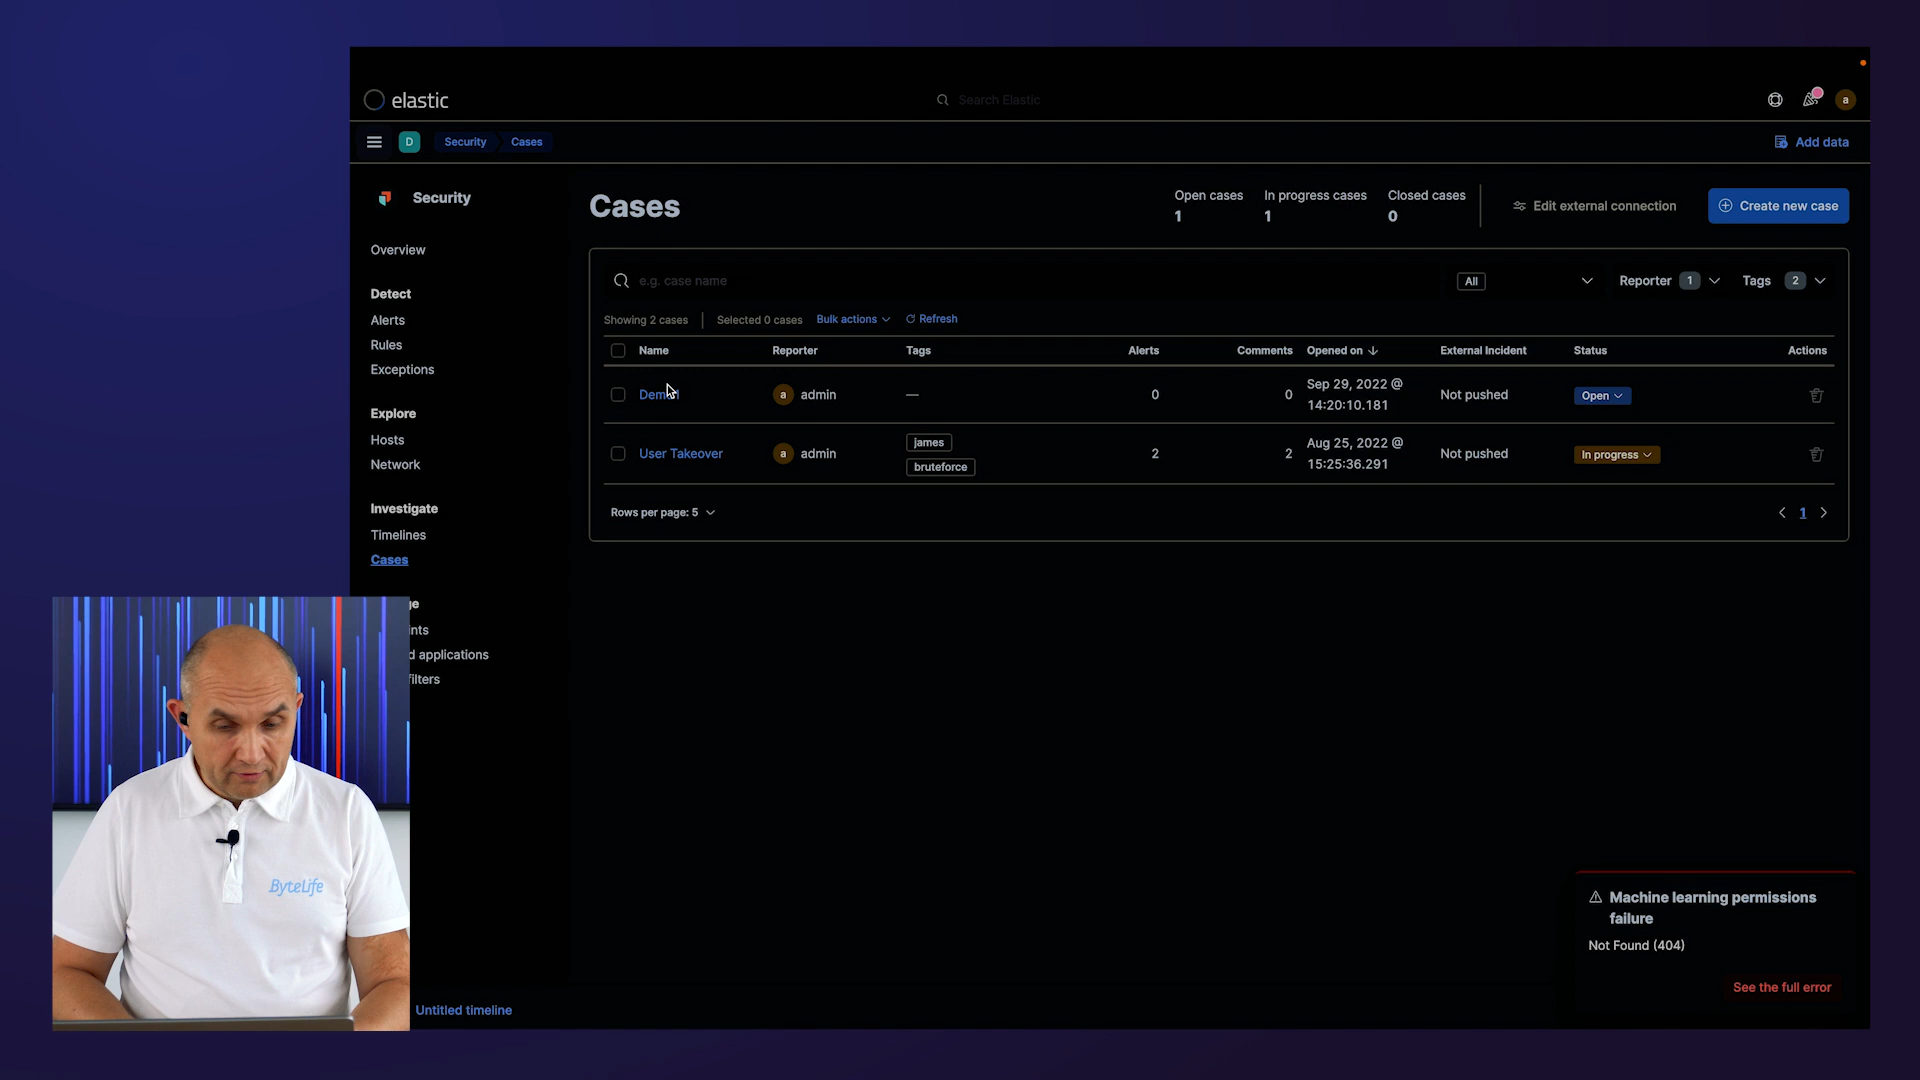 elastic
Search Elastic
a
D
Security
Cases
Add data
Security
Cases
Open cases
1
In progress cases
1
Closed cases
0
Edit external connection
Create new case
Overview
Detect
Alerts
Rules
Exceptions
Explore
Hosts
Network
Investigate
Timelines
Cases
ge
ints
d applications
filters
e.g. case name
All
Reporter 1
Tags 2
Showing 2 cases
Selected 0 cases
Bulk actions
Refresh
Name Reporter Tags Alerts Comments Opened on External Incident Status Actions
a admin — 0 0 Sep 29, 2022 @ 14:20:10.181 Not pushed Open
User Takeover a admin james bruteforce 2 2 Aug 25, 2022 @ 15:25:36.291 Not pushed In progress
Rows per page: 5
1
ByteLife
Machine learning permissions
failure
Not Found (404)
See the full error
Untitled timeline